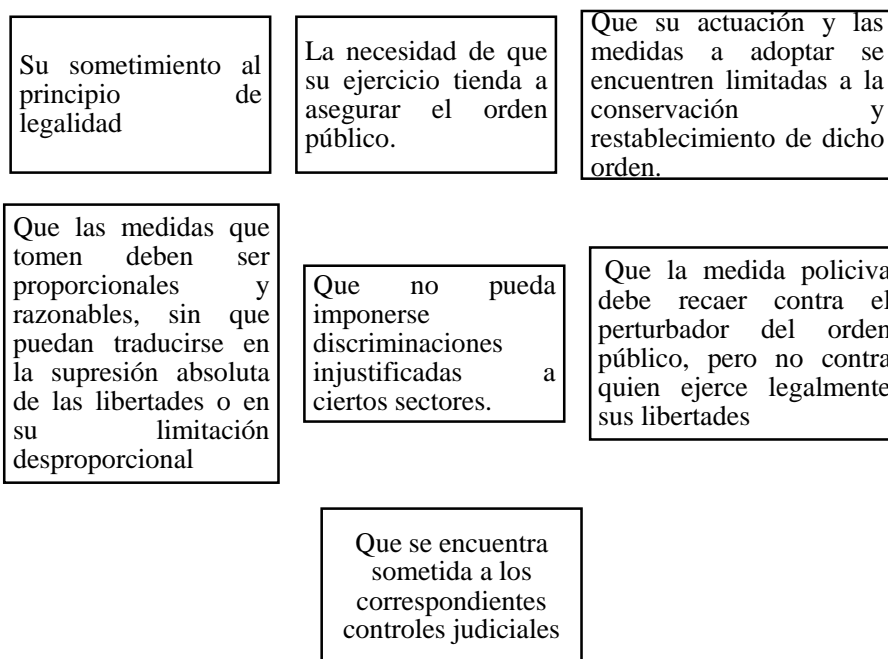 Su sometimiento al
principio de
legalidad
La necesidad de que
su ejercicio tienda a
asegurar el orden
público.
Que su actuación y las
medidas a adoptar se
encuentren limitadas a la
conservación y
restablecimiento de dicho
orden.
Que las medidas que
tomen deben ser
proporcionales y
razonables, sin que
puedan traducirse en
la supresión absoluta
de las libertades o en
su limitación
desproporcional
Que no pueda
imponerse
discriminaciones
injustificadas a
ciertos sectores.
Que la medida policiva
debe recaer contra el
perturbador del orden
público, pero no contra
quien ejerce legalmente
sus libertades
Que se encuentra
sometida a los
correspondientes
controles judiciales